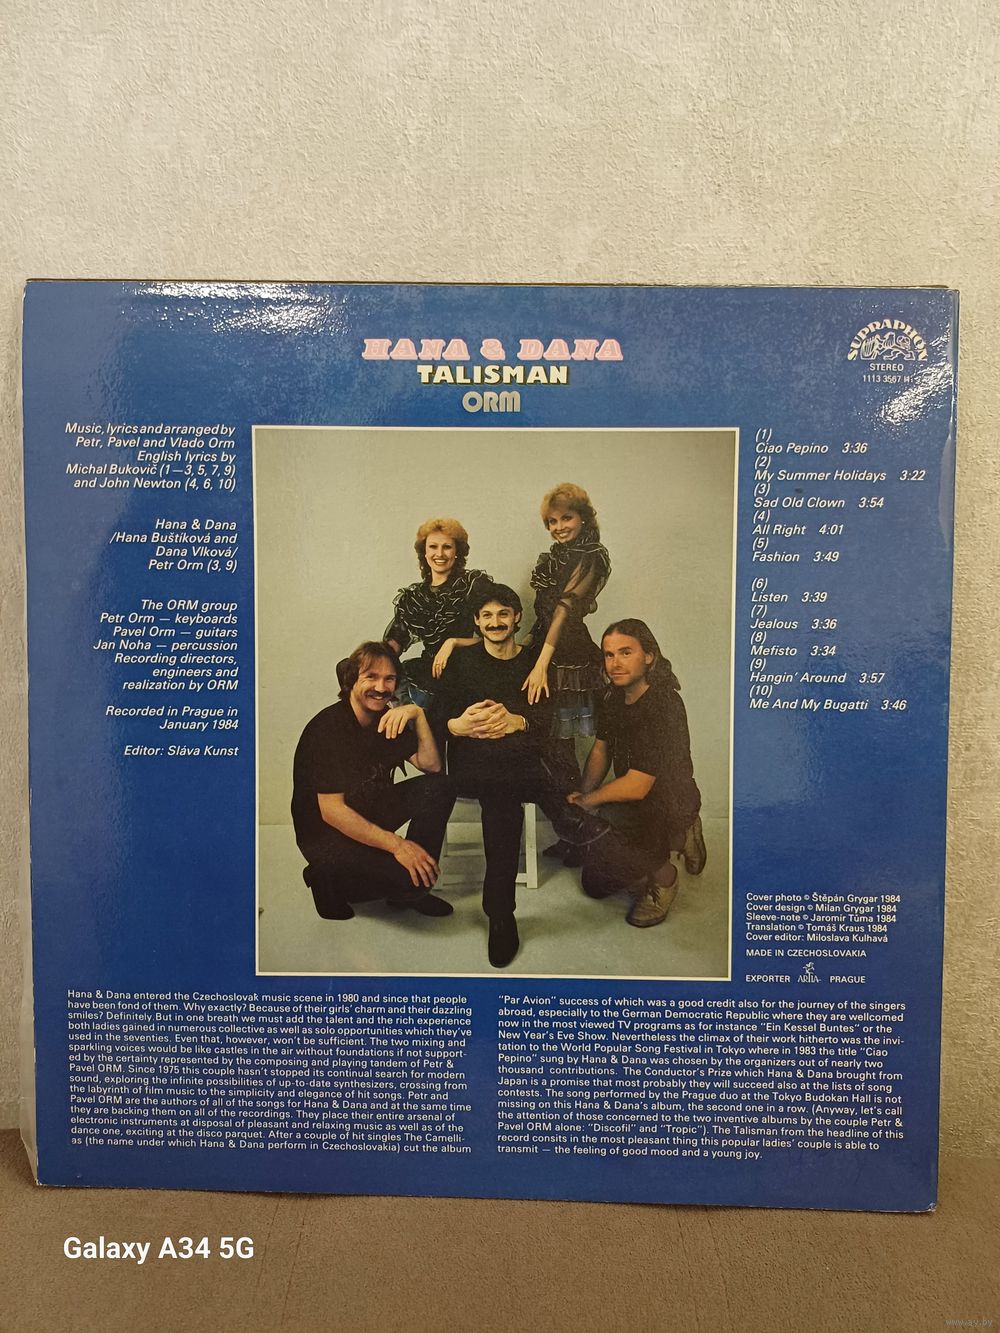 HANA & DANA
TALISMAN
ORM
SUPRAPHON
STEREO
1113 3567 H
Music, lyrics and arranged by
Petr, Pavel and Vlado Orm
English lyrics by
Michal Bukovič (1—3, 5, 7, 9)
and John Newton (4, 6, 10)
Hana & Dana
/Hana Buštíková and
Dana Vlková/
Petr Orm (3, 9)
The ORM group
Petr Orm — keyboards
Pavel Orm — guitars
Jan Noha — percussion
Recording directors,
engineers and
realization by ORM
Recorded in Prague in
January 1984
Editor: Sláva Kunst
(1)
Ciao Pepino 3:36
(2)
My Summer Holidays 3:22
(3)
Sad Old Clown 3:54
(4)
All Right 4:01
(5)
Fashion 3:49
(6)
Listen 3:39
(7)
Jealous 3:36
(8)
Mefisto 3:34
(9)
Hangin' Around 3:57
(10)
Me And My Bugatti 3:46
Cover photo © Štěpán Grygar 1984
Cover design © Milan Grygar 1984
Sleeve-note © Jaromír Tůma 1984
Translation © Tomáš Kraus 1984
Cover editor: Miloslava Kulhavá
MADE IN CZECHOSLOVAKIA
EXPORTER ARTIA PRAGUE
Hana & Dana entered the Czechoslovak music scene in 1980 and since that people
have been fond of them. Why exactly? Because of their girls' charm and their dazzling
smiles? Definitely. But in one breath we must add the talent and the rich experience
both ladies gained in numerous collective as well as solo opportunities which they've
used in the seventies. Even that, however, won't be sufficient. The two mixing and
sparkling voices would be like castles in the air without foundations if not support-
ed by the certainty represented by the composing and playing tandem of Petr &
Pavel ORM. Since 1975 this couple hasn't stopped its continual search for modern
sound, exploring the infinite possibilities of up-to-date synthesizers, crossing from
the labyrinth of film music to the simplicity and elegance of hit songs. Petr and
Pavel ORM are the authors of all of the songs for Hana & Dana and at the same time
they are backing them on all of the recordings. They place their entire arsenal of
electronic instruments at disposal of pleasant and relaxing music as well as of the
dance one, exciting at the disco parquet. After a couple of hit singles The Camelli-
as (the name under which Hana & Dana perform in Czechoslovakia) cut the album
"Par Avion" success of which was a good credit also for the journey of the singers
abroad, especially to the German Democratic Republic where they are wellcomed
now in the most viewed TV programs as for instance "Ein Kessel Buntes" or the
New Year's Eve Show. Nevertheless the climax of their work hitherto was the invi-
tation to the World Popular Song Festival in Tokyo where in 1983 the title "Ciao
Pepino" sung by Hana & Dana was chosen by the organizers out of nearly two
thousand contributions. The Conductor's Prize which Hana & Dana brought from
Japan is a promise that most probably they will succeed also at the lists of song
contests. The song performed by the Prague duo at the Tokyo Budokan Hall is not
missing on this Hana & Dana's album, the second one in a row. (Anyway, let's call
the attention of those concerned to the two inventive albums by the couple Petr &
Pavel ORM alone: "Discofil" and "Tropic"). The Talisman from the headline of this
record consits in the most pleasant thing this popular ladies' couple is able to
transmit — the feeling of good mood and a young joy.
Galaxy A34 5G
www.ay.by